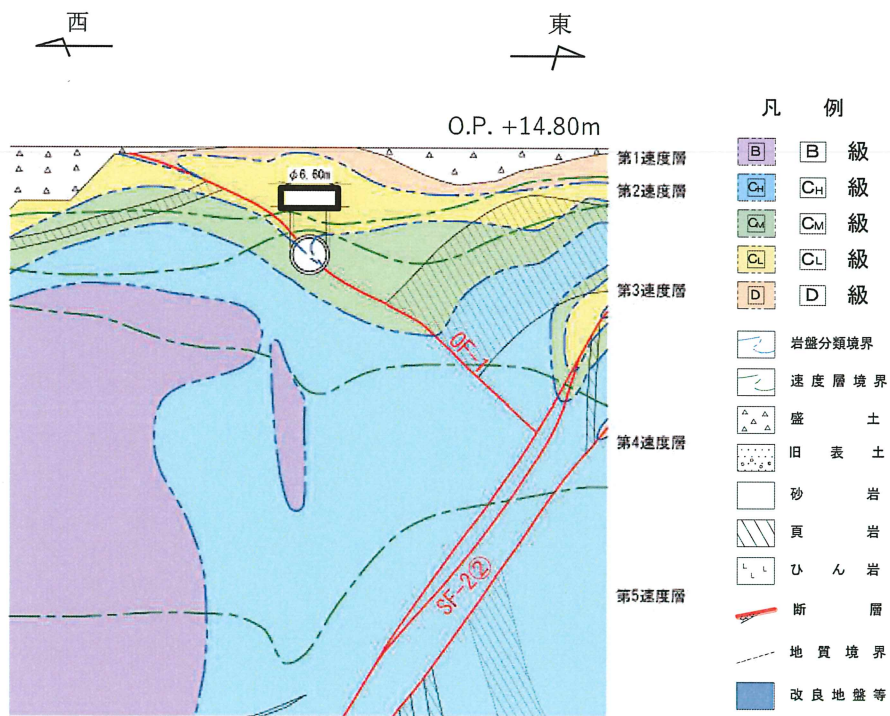 西
東
O.P. +14.80m
φ6.60m
第1速度層
第2速度層
第3速度層
第4速度層
第5速度層
OF-1
SF-2②
凡 例
B B 級
CH CH 級
CM CM 級
CL CL 級
D D 級
岩盤分類境界
速度層境界
盛 土
旧 表 土
砂 岩
頁 岩
ひ ん 岩
断 層
地質境界
改良地盤等